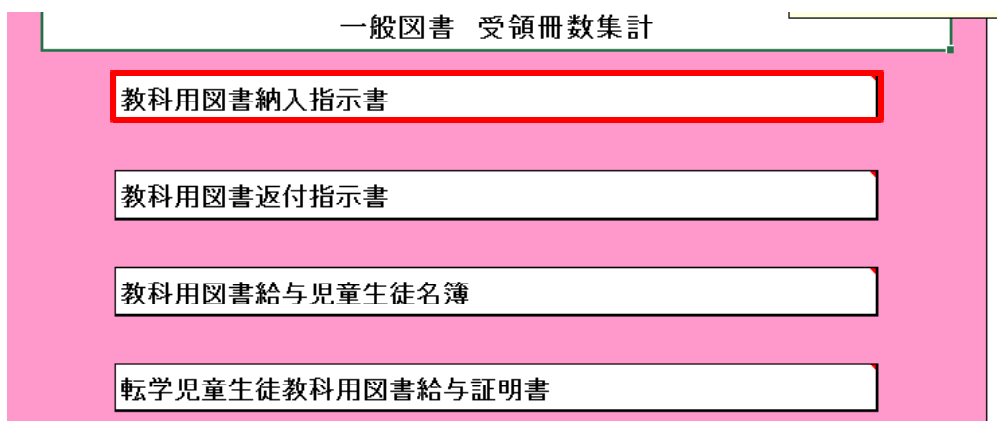 一般図書 受領冊数集計
教科用図書納入指示書
教科用図書返付指示書
教科用図書給与児童生徒名簿
転学児童生徒教科用図書給与証明書